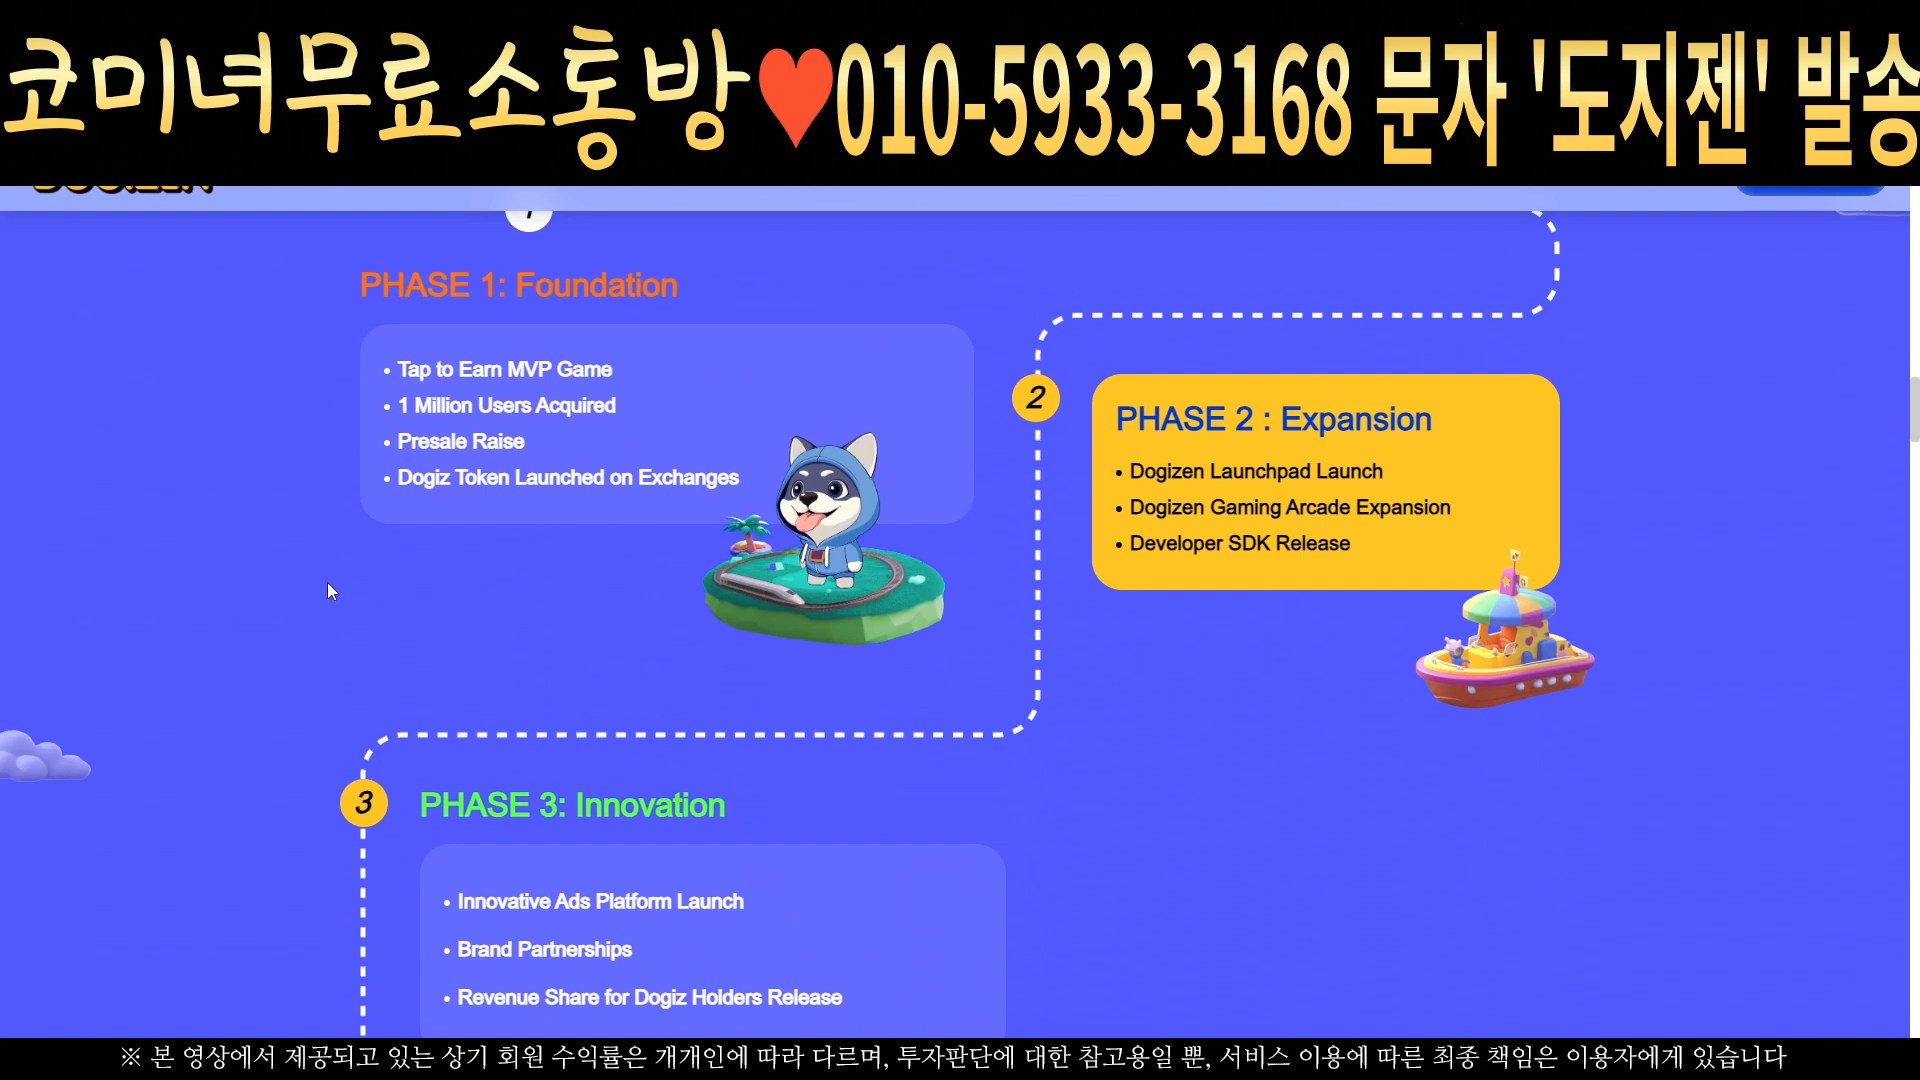 코미녀무료소통방♥010-5933-3168 문자 '도지젠' 발송
PHASE 1: Foundation
• Tap to Earn MVP Game
• 1 Million Users Acquired
• Presale Raise
• Dogiz Token Launched on Exchanges
2
PHASE 2 : Expansion
• Dogizen Launchpad Launch
• Dogizen Gaming Arcade Expansion
• Developer SDK Release
3
PHASE 3: Innovation
• Innovative Ads Platform Launch
• Brand Partnerships
• Revenue Share for Dogiz Holders Release
※ 본 영상에서 제공되고 있는 상기 회원 수익률은 개개인에 따라 다르며, 투자판단에 대한 참고용일 뿐, 서비스 이용에 따른 최종 책임은 이용자에게 있습니다